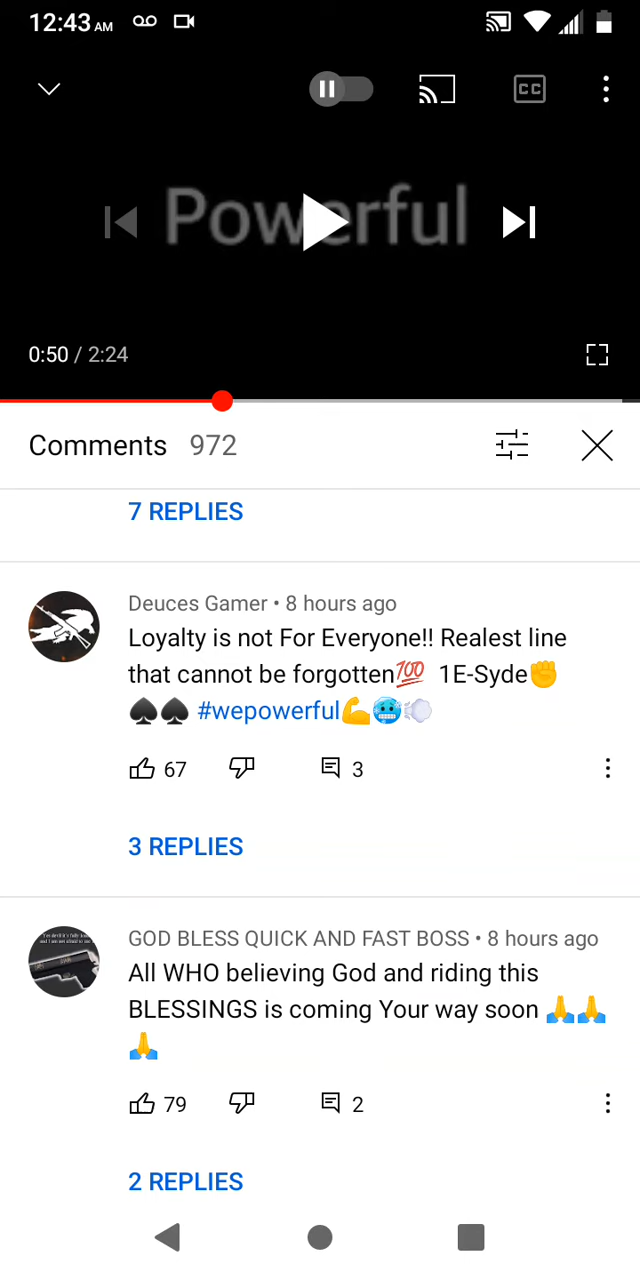 12:43 AM
CC
Powerful
0:50 / 2:24
Comments 972
7 REPLIES
Deuces Gamer • 8 hours ago
Loyalty is not For Everyone!! Realest line
that cannot be forgotten💯 1E-Syde✊
♠️♠️ #wepowerful💪🥶💨
67 3
3 REPLIES
GOD BLESS QUICK AND FAST BOSS • 8 hours ago
All WHO believing God and riding this
BLESSINGS is coming Your way soon 🙏🙏
🙏
79 2
2 REPLIES